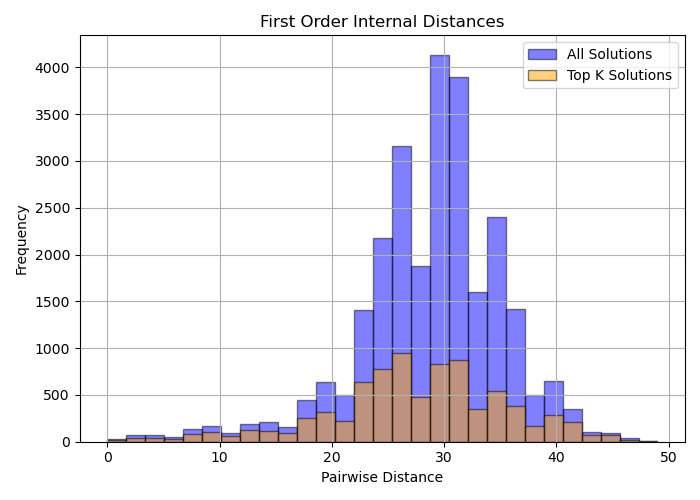 First Order Internal Distances
All Solutions
Top K Solutions
Frequency
4000
3500
3000
2500
2000
1500
1000
500
0
0 10 20 30 40 50
Pairwise Distance